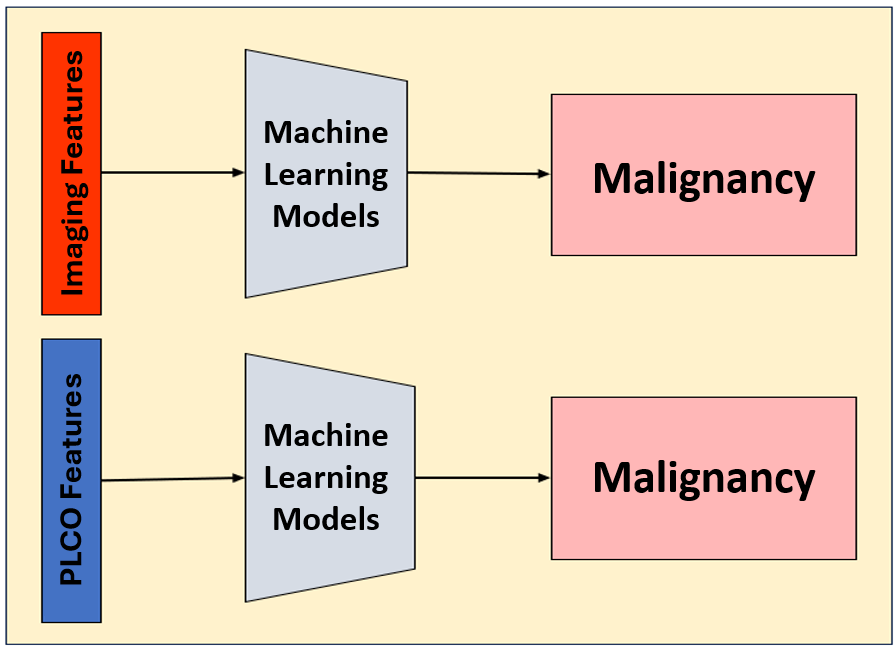 Imaging Features
Machine
Learning
Models
Malignancy
PLCO Features
Machine
Learning
Models
Malignancy